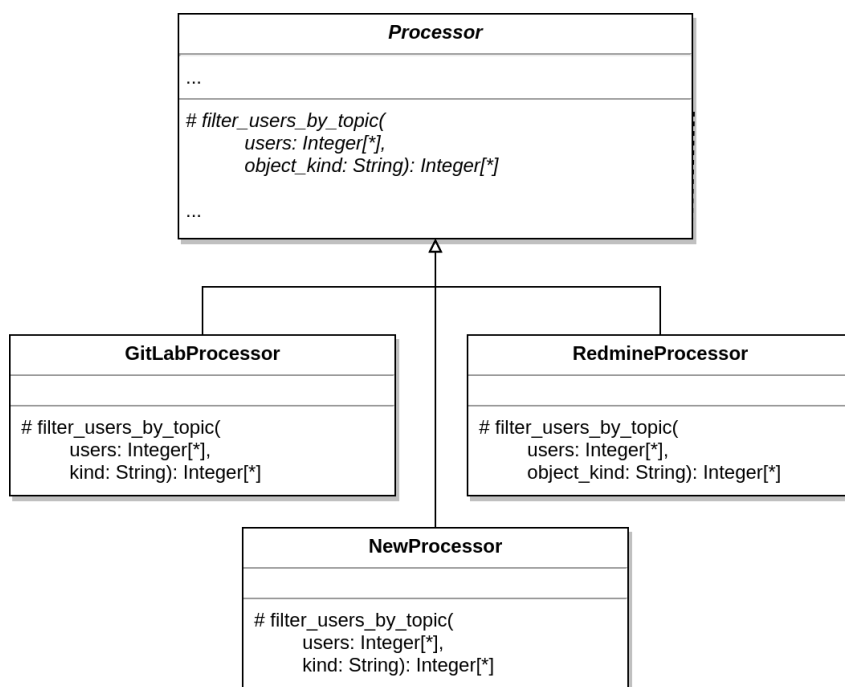 Processor
...
# filter_users_by_topic(
users: Integer[*],
object_kind: String): Integer[*]
...
GitLabProcessor
# filter_users_by_topic(
users: Integer[*],
kind: String): Integer[*]
RedmineProcessor
# filter_users_by_topic(
users: Integer[*],
object_kind: String): Integer[*]
NewProcessor
# filter_users_by_topic(
users: Integer[*],
kind: String): Integer[*]